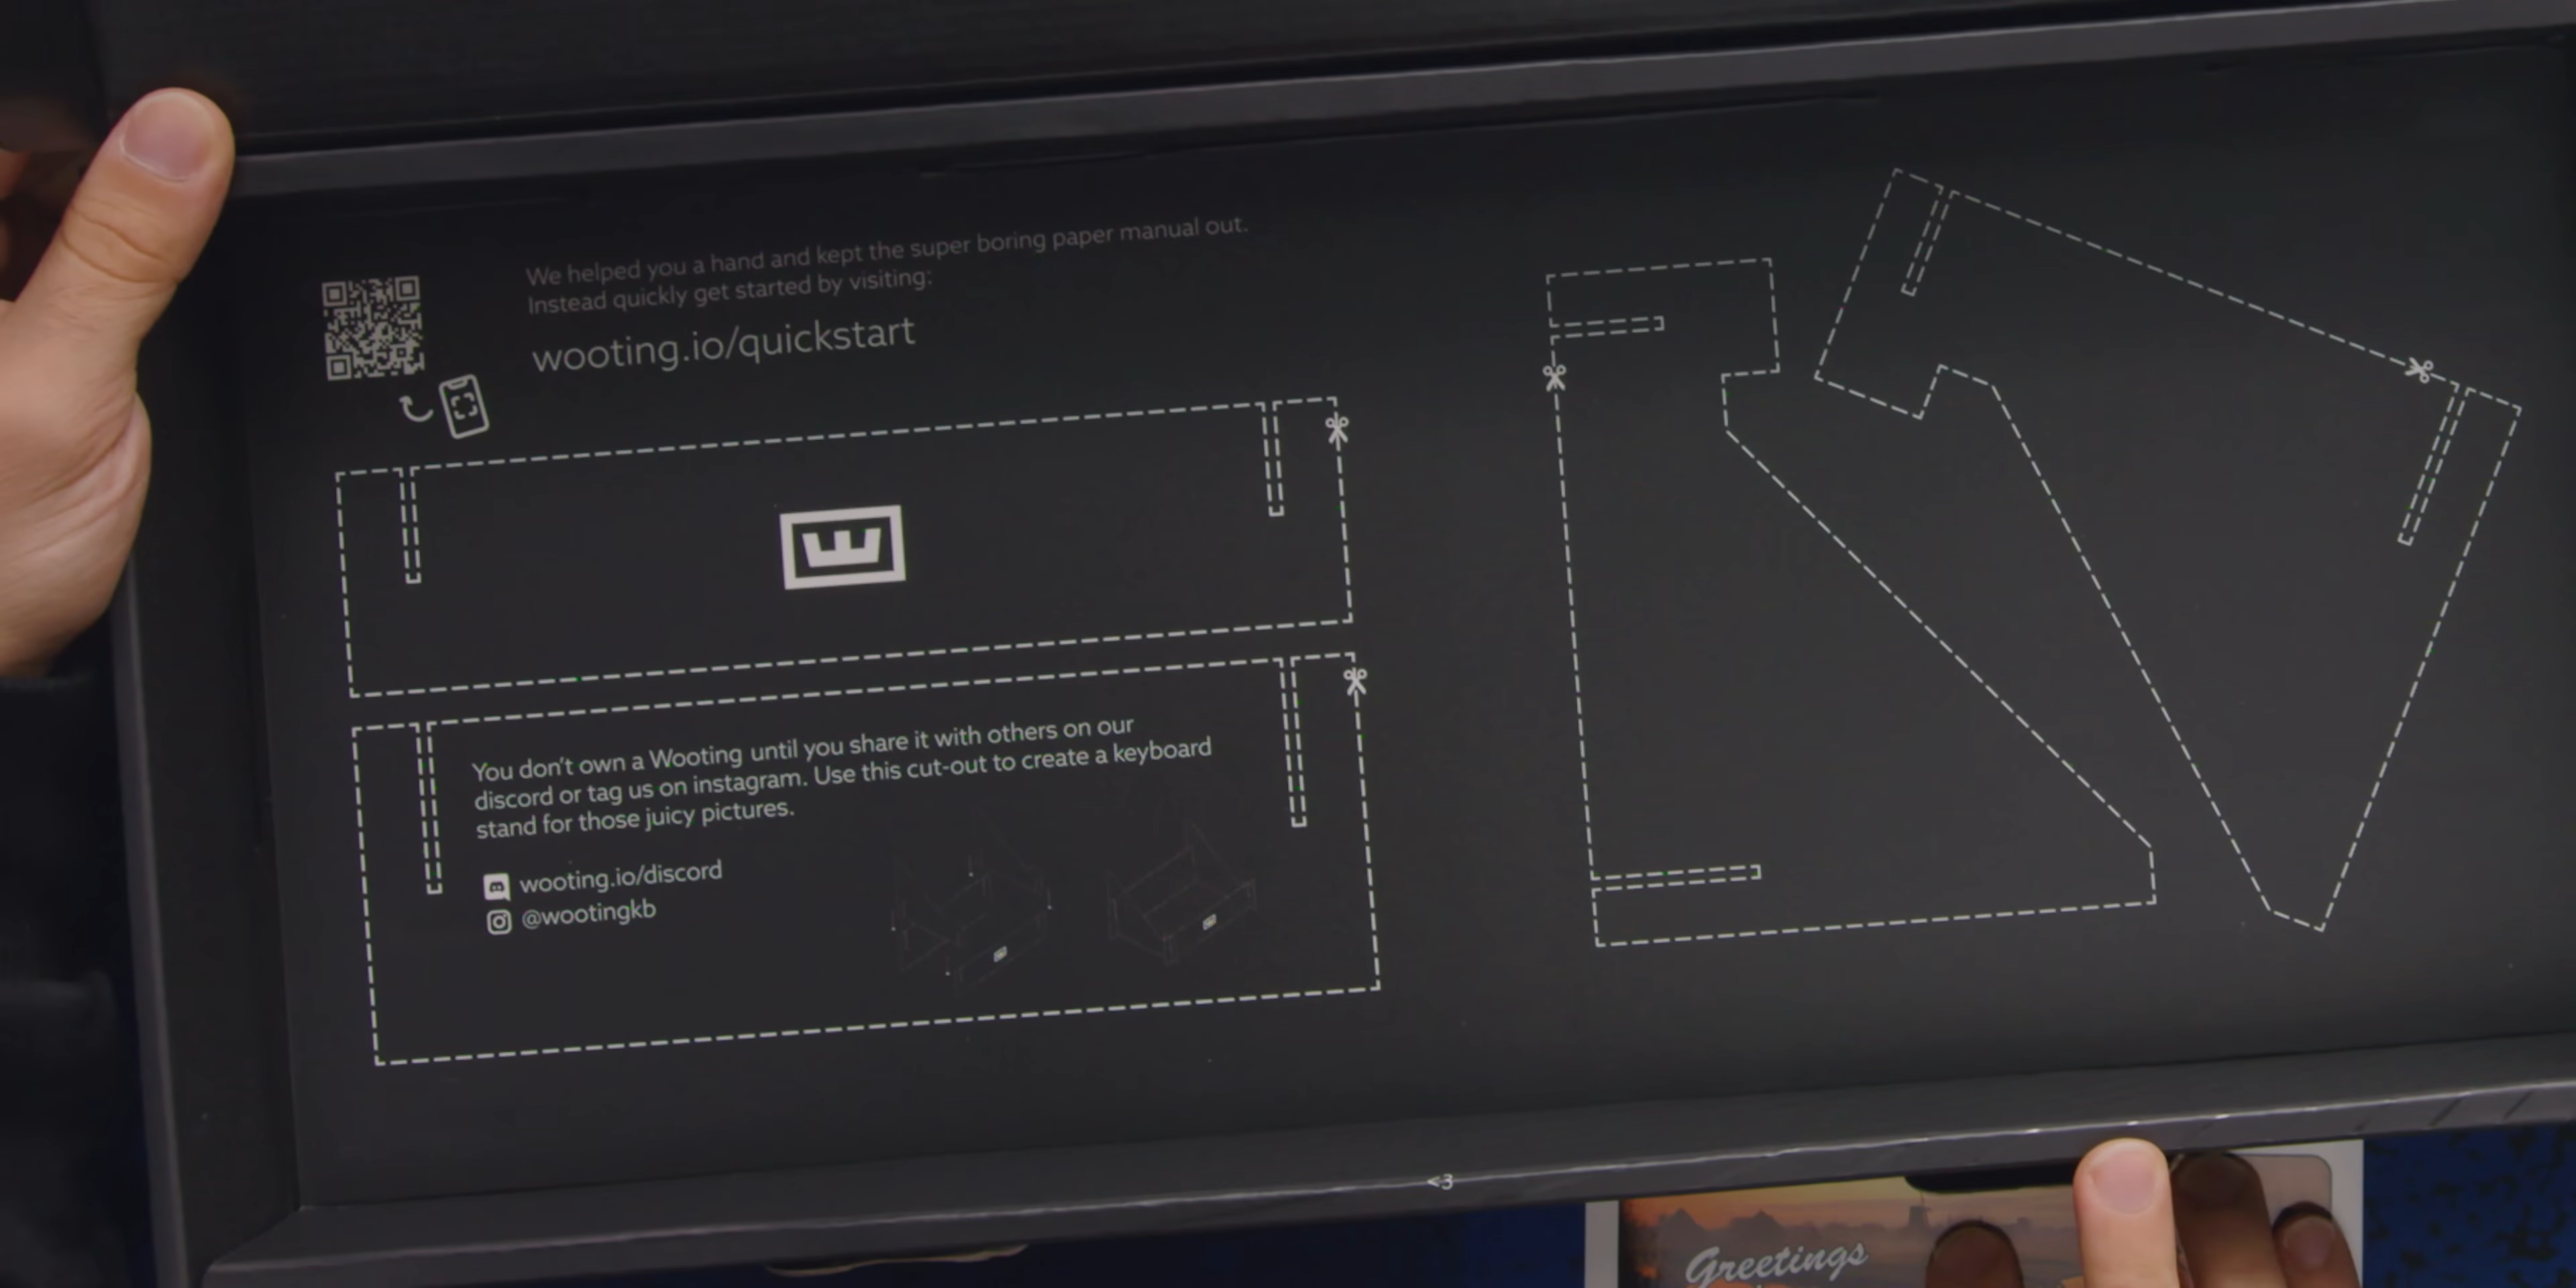 We helped you a hand and kept the super boring paper manual out.
Instead quickly get started by visiting:
wooting.io/quickstart
You don't own a Wooting until you share it with others on our
discord or tag us on instagram. Use this cut-out to create a keyboard
stand for those juicy pictures.
wooting.io/discord
@wootingkb
<3
Greetings